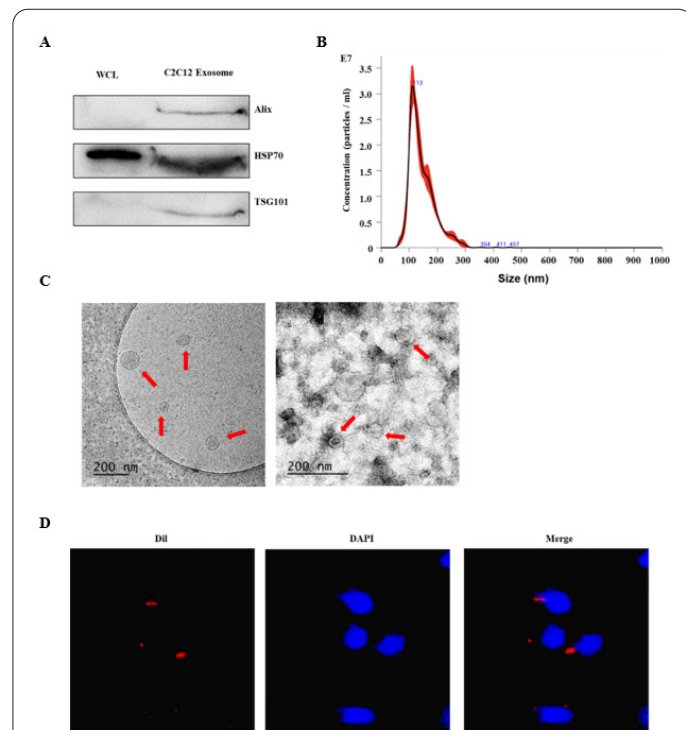 A
WCL C2C12 Exosome
Alix
HSP70
TSG101
B
E7
Concentration (particles / ml)
3.5
3.0
2.5
2.0
1.5
1.0
0.5
0
113
354 411 457
0 100 200 300 400 500 600 700 800 900 1000
Size (nm)
C
200 nm
200 nm
D
Dil DAPI Merge